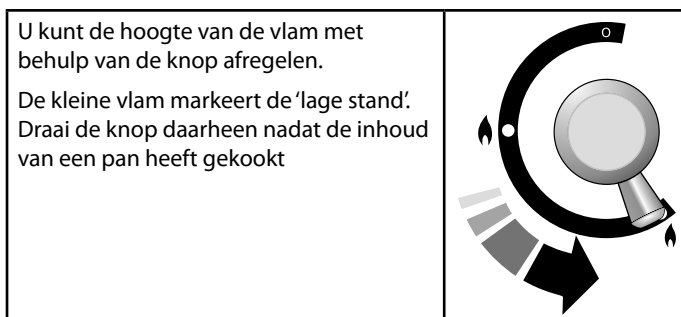 U kunt de hoogte van de vlam met
behulp van de knop afregelen.
De kleine vlam markeert de ‘lage stand’.
Draai de knop daarheen nadat de inhoud
van een pan heeft gekookt
O